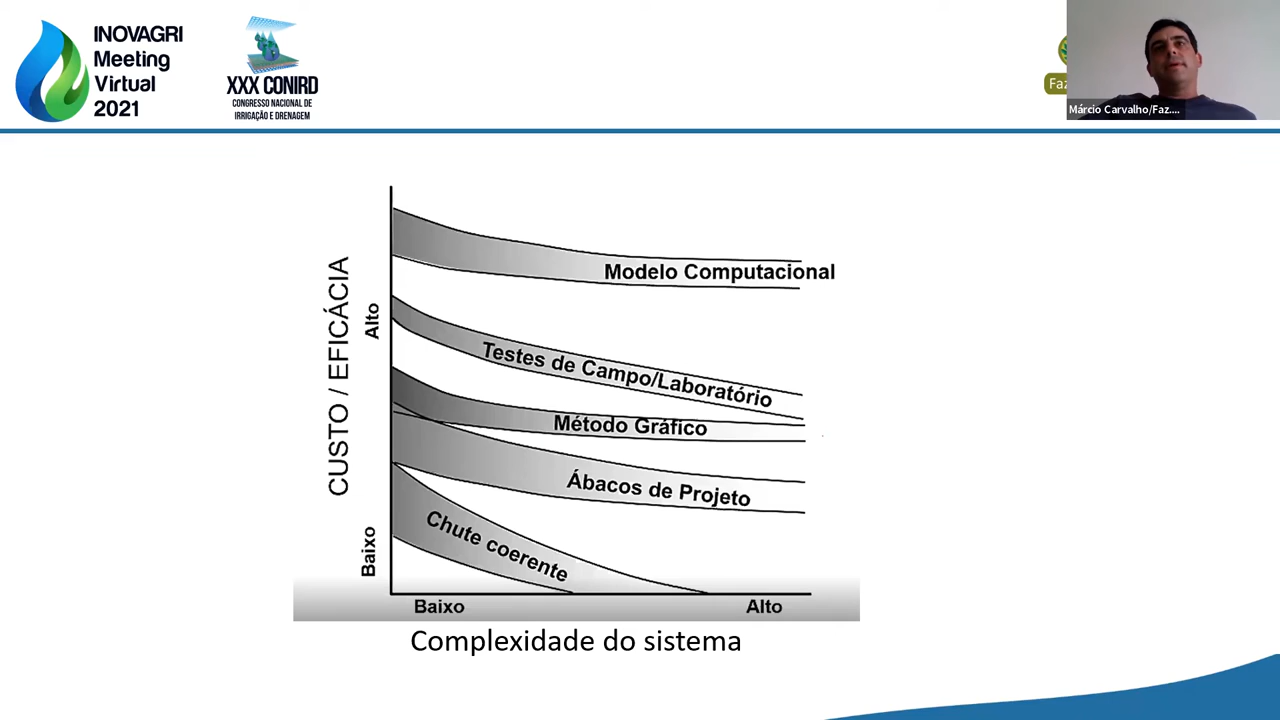 INOVAGRI
Meeting
Virtual
2021
XXX CONIRD
CONGRESSO NACIONAL DE
IRRIGAÇÃO E DRENAGEM
Faz
Márcio Carvalho/Faz....
CUSTO / EFICÁCIA
Alto
Baixo
Modelo Computacional
Testes de Campo/Laboratório
Método Gráfico
Ábacos de Projeto
Chute coerente
Baixo
Alto
Complexidade do sistema